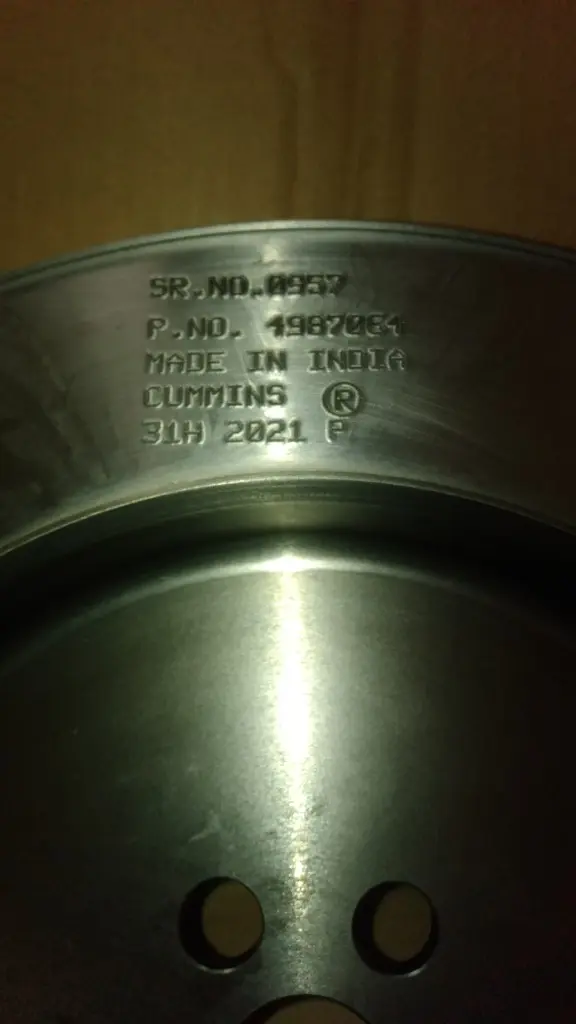 SR.NO.0957
P.NO. 4987064
MADE IN INDIA
CUMMINS ®
31H 2021 P